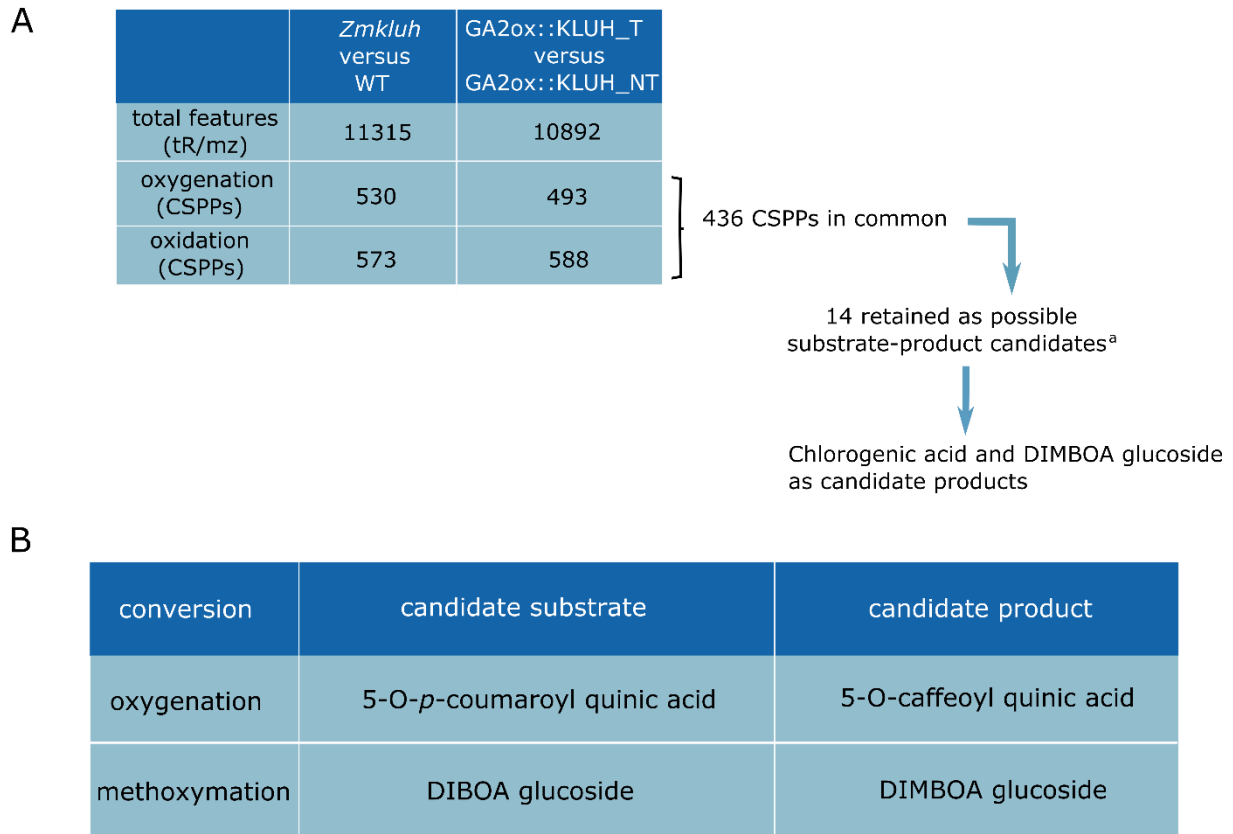 A
Zmkluh
versus
WT
GA2ox::KLUH_T
versus
GA2ox::KLUH_NT
total features
(tR/mz)
11315
10892
oxygenation
(CSPPs)
530
493
oxidation
(CSPPs)
573
588
436 CSPPs in common
14 retained as possible
substrate-product candidatesᵃ
Chlorogenic acid and DIMBOA glucoside
as candidate products
B
conversion
candidate substrate
candidate product
oxygenation
5-O-p-coumaroyl quinic acid
5-O-caffeoyl quinic acid
methoxymation
DIBOA glucoside
DIMBOA glucoside